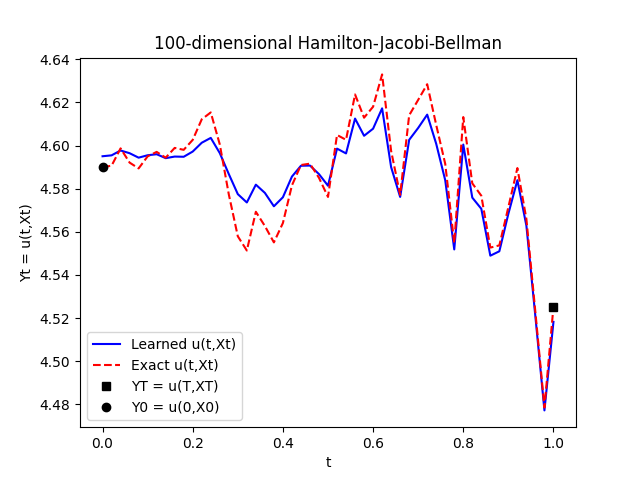 100-dimensional Hamilton-Jacobi-Bellman
Yt = u(t,Xt)
4.64
4.62
4.60
4.58
4.56
4.54
4.52
4.50
4.48
Learned u(t,Xt)
Exact u(t,Xt)
YT = u(T,XT)
Y0 = u(0,X0)
0.0 0.2 0.4 0.6 0.8 1.0
t